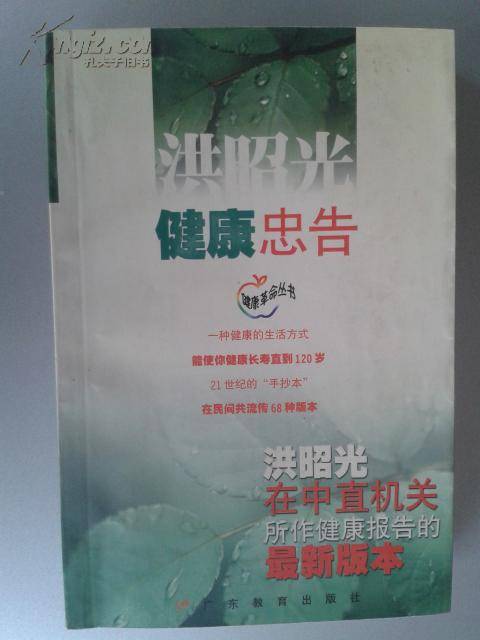 Kngfz.com
孔夫子旧书
洪昭光
健康忠告
健康革命丛书
一种健康的生活方式
能使你健康长寿直到120岁
21世纪的“手抄本”
在民间共流传68种版本
洪昭光
在中直机关
所作健康报告的
最新版本
广东教育出版社